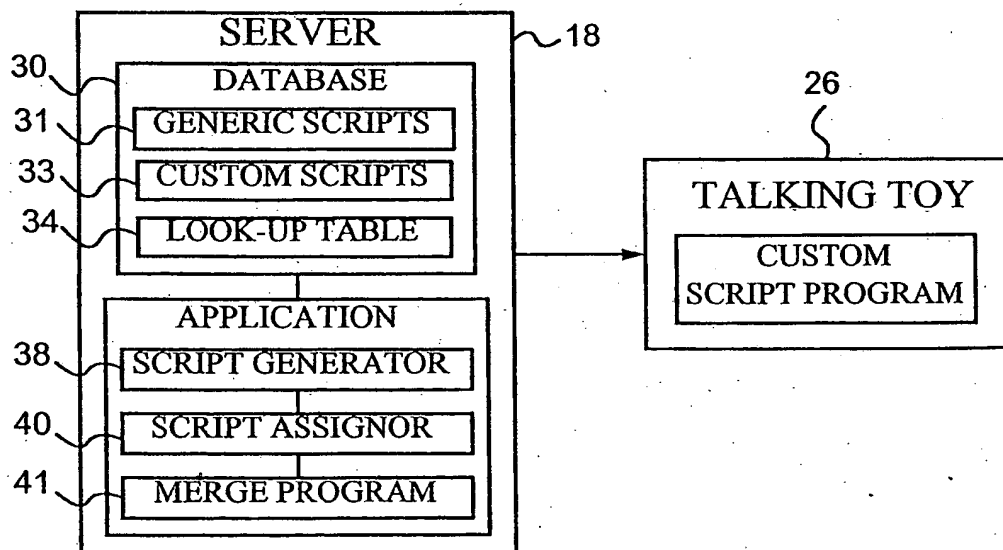 SERVER
18
30
DATABASE
31
GENERIC SCRIPTS
33
CUSTOM SCRIPTS
34
LOOK-UP TABLE
APPLICATION
38
SCRIPT GENERATOR
40
SCRIPT ASSIGNOR
41
MERGE PROGRAM
26
TALKING TOY
CUSTOM
SCRIPT PROGRAM